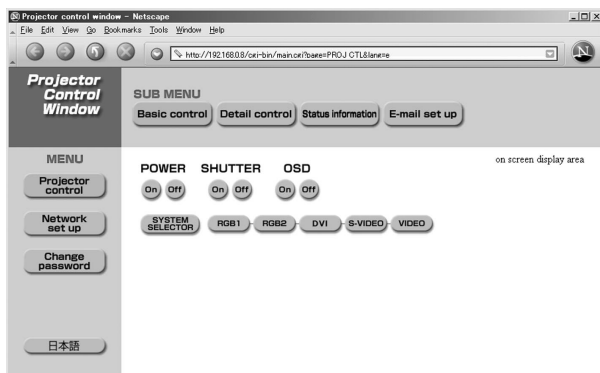 Projector control window - Netscape
File Edit View Go Bookmarks Tools Window Help
http://192.168.0.8/cgi-bin/main.cgi?page=PROJ_CTL&lang=e
N
Projector
Control
Window
SUB MENU
Basic control Detail control Status information E-mail set up
MENU
Projector
control
Network
set up
Change
password
日本語
on screen display area
POWER SHUTTER OSD
On Off On Off On Off
SYSTEM
SELECTOR
RGB1 RGB2 DVI S-VIDEO VIDEO